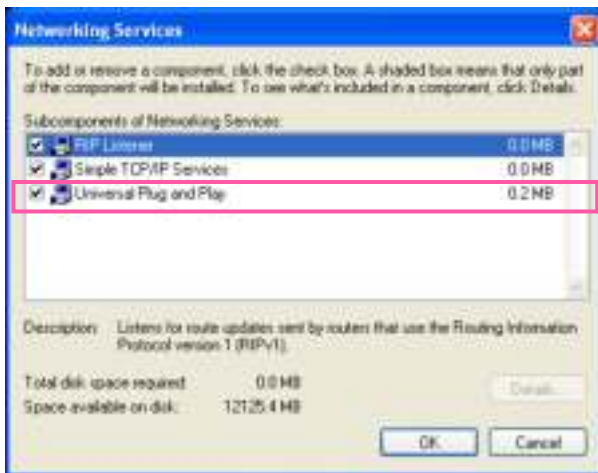 Networking Services
To add or remove a component, click the check box. A shaded box means that only part
of the component will be installed. To see what's included in a component, click Details.
Subcomponents of Networking Services:
RIP Listener 0.0 MB
Simple TCP/IP Services 0.0 MB
Universal Plug and Play 0.2 MB
Description: Listens for route updates sent by routers that use the Routing Information
Protocol version 1 (RIPv1).
Total disk space required: 0.0 MB
Details...
Space available on disk: 12125.4 MB
OK Cancel